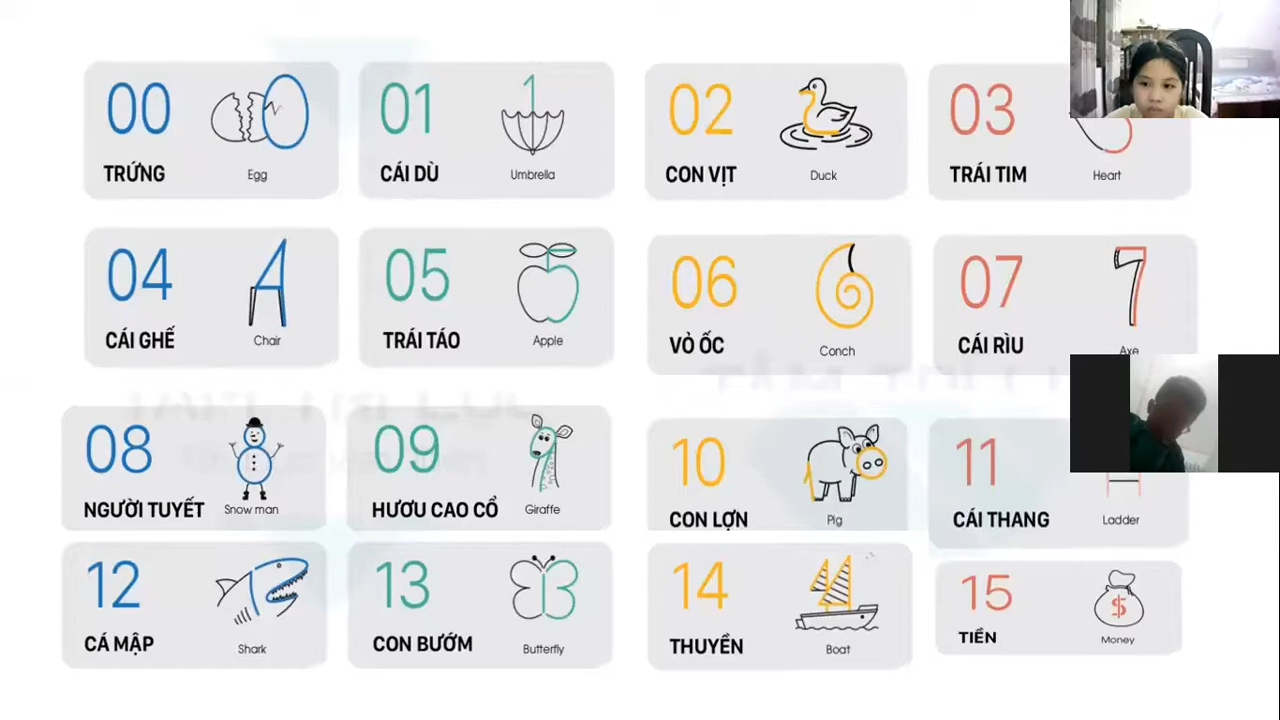 00
TRỨNG
Egg
01
CÁI DÙ
Umbrella
02
CON VỊT
Duck
03
TRÁI TIM
Heart
04
CÁI GHẾ
Chair
05
TRÁI TÁO
Apple
06
VỎ ỐC
Conch
07
CÁI RÌU
Axe
08
NGƯỜI TUYẾT
Snow man
09
HƯƠU CAO CỔ
Giraffe
10
CON LỢN
Pig
11
CÁI THANG
Ladder
12
CÁ MẬP
Shark
13
CON BƯỚM
Butterfly
14
THUYỀN
Boat
15
TIỀN
$
Money